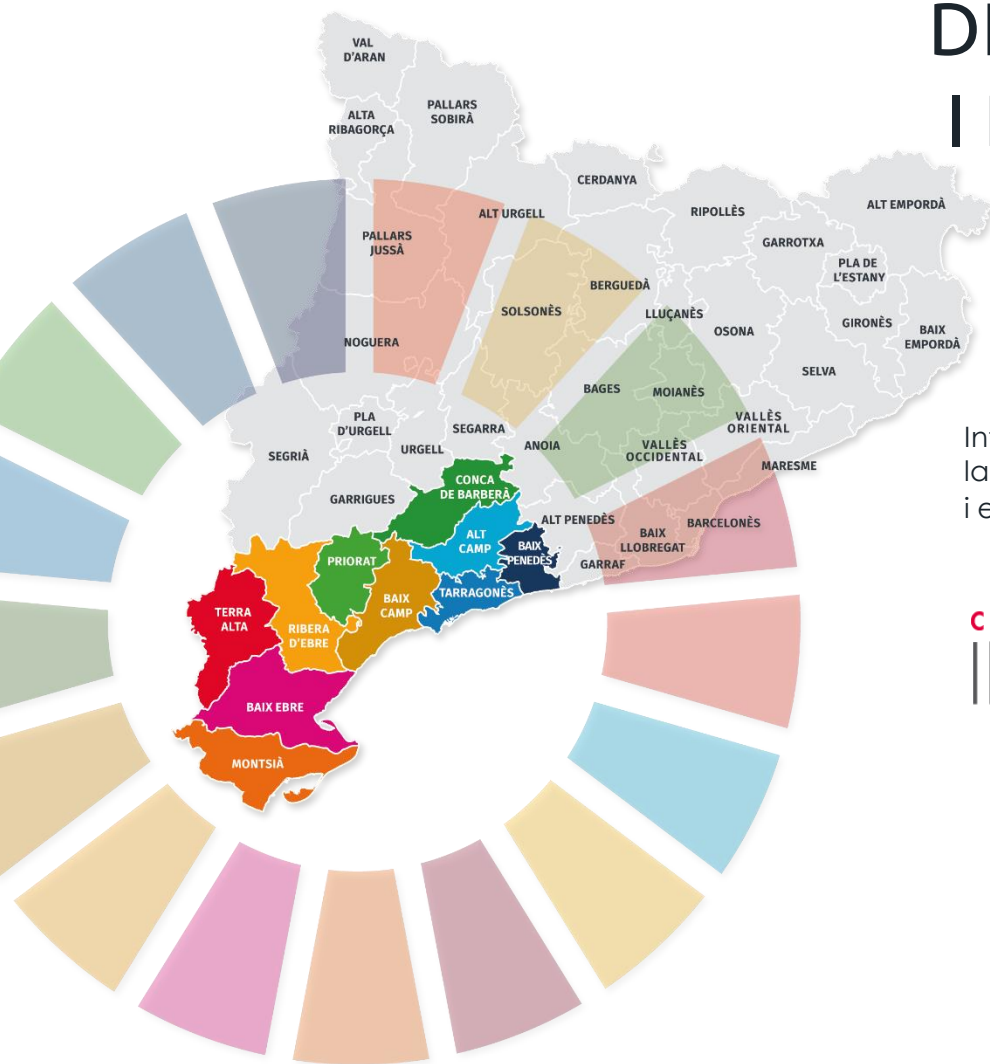 VAL
D'ARAN
PALLARS
SOBIRÀ
ALTA
RIBAGORÇA
CERDANYA
ALT URGELL
RIPOLLÈS
ALT EMPORDÀ
PALLARS
JUSSÀ
GARROTXA
PLA DE
L'ESTANY
BERGUEDÀ
SOLSONÈS
LLUÇANÈS
OSONA
GIRONÈS
BAIX
EMPORDÀ
NOGUERA
SELVA
BAGES
MOIANÈS
PLA
D'URGELL
SEGARRA
VALLÈS
ORIENTAL
SEGRIÀ
URGELL
ANOIA
VALLÈS
OCCIDENTAL
MARESME
GARRIGUES
CONCA
DE BARBERÀ
ALT PENEDÈS
BARCELONÈS
BAIX
LLOBREGAT
ALT
CAMP
BAIX
PENEDÈS
GARRAF
PRIORAT
TARRAGONÈS
BAIX
CAMP
TERRA
ALTA
RIBERA
D'EBRE
BAIX EBRE
MONTSIÀ
la
i e